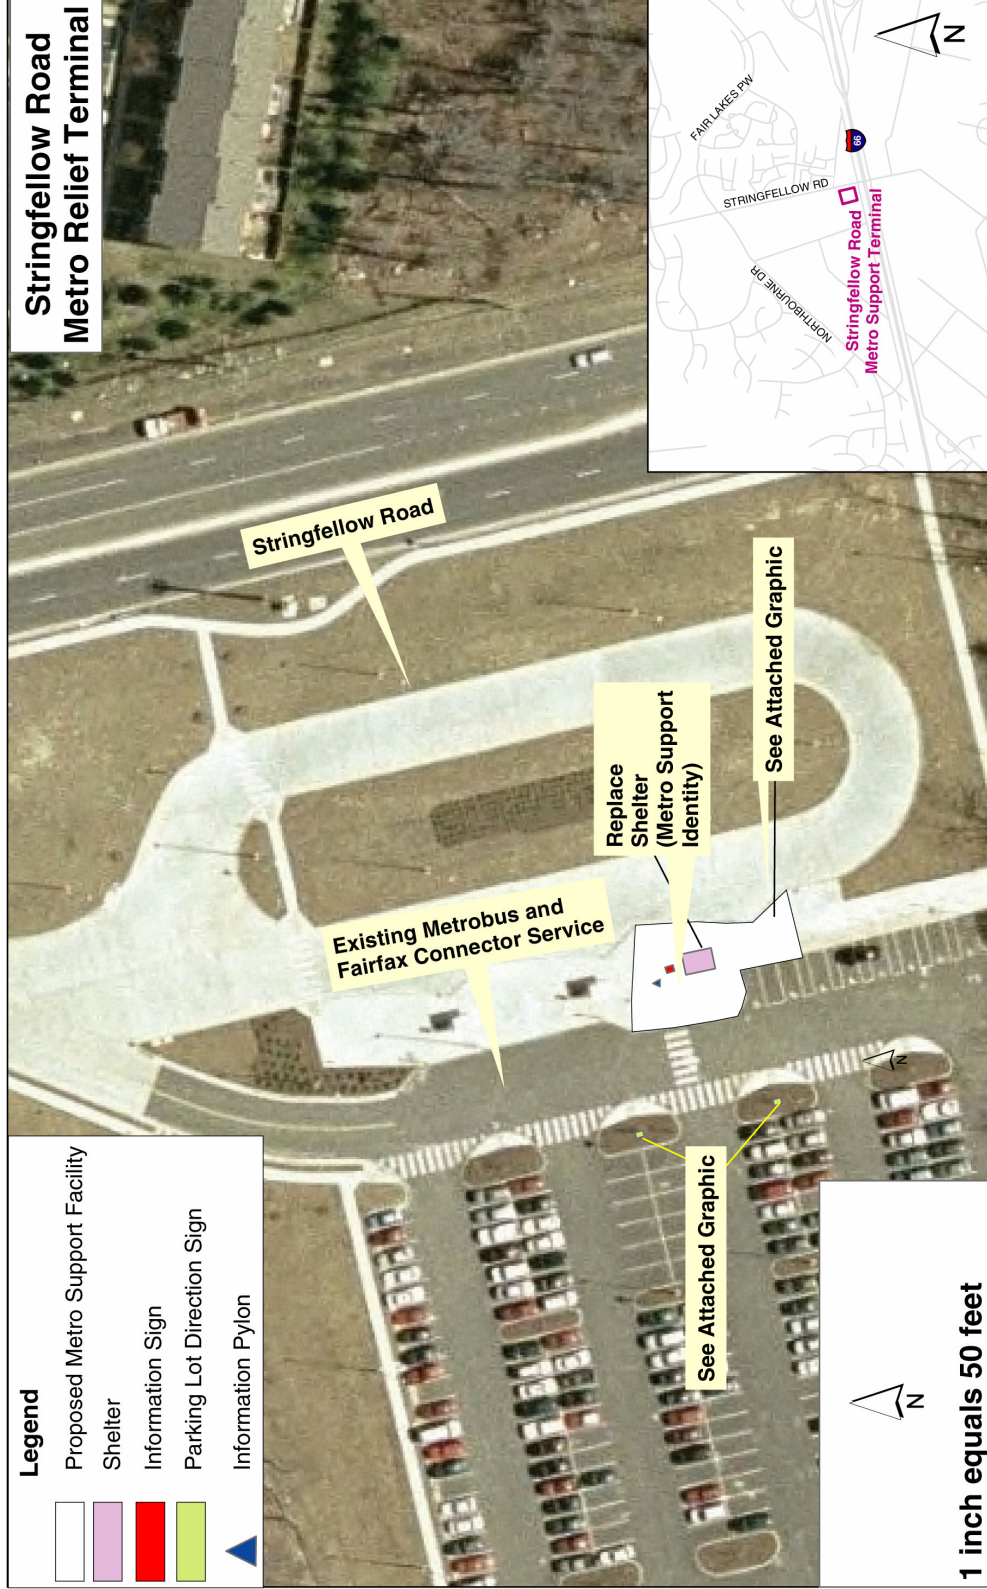 Stringfellow Road
Metro Relief Terminal
Stringfellow Road
Existing Metrobus and
Fairfax Connector Service
Replace
Shelter
(Metro Support
Identity)
See Attached Graphic
See Attached Graphic
N
Legend
Proposed Metro Support Facility
Shelter
Information Sign
Parking Lot Direction Sign
Information Pylon
N
1 inch equals 50 feet
FAIR LAKES PW
STRINGFELLOW RD
NORTHBOURNE DR
66
Stringfellow Road
Metro Support Terminal
N